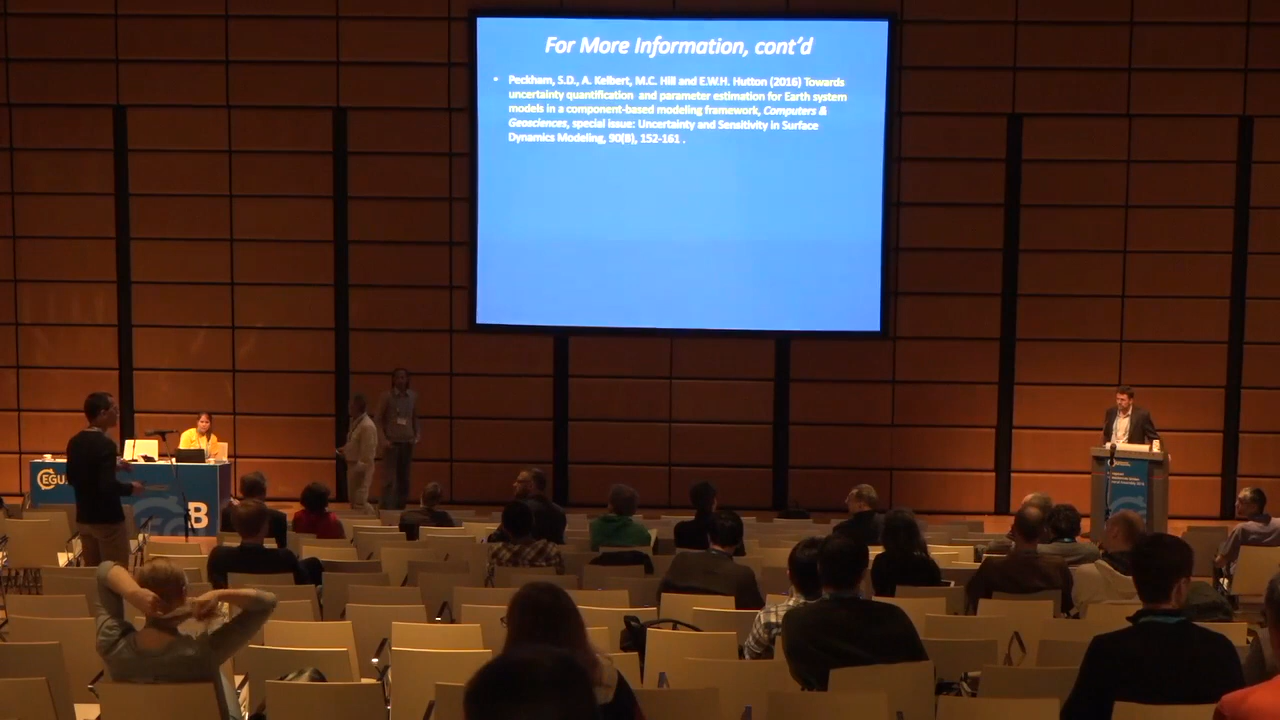 For More Information, cont'd
• Peckham, S.D., A. Kelbert, M.C. Hill and E.W.H. Hutton (2016) Towards
uncertainty quantification and parameter estimation for Earth system
models in a component-based modeling framework, Computers &
Geosciences, special issue: Uncertainty and Sensitivity in Surface
Dynamics Modeling, 90(B), 152-161 .
EGU
B